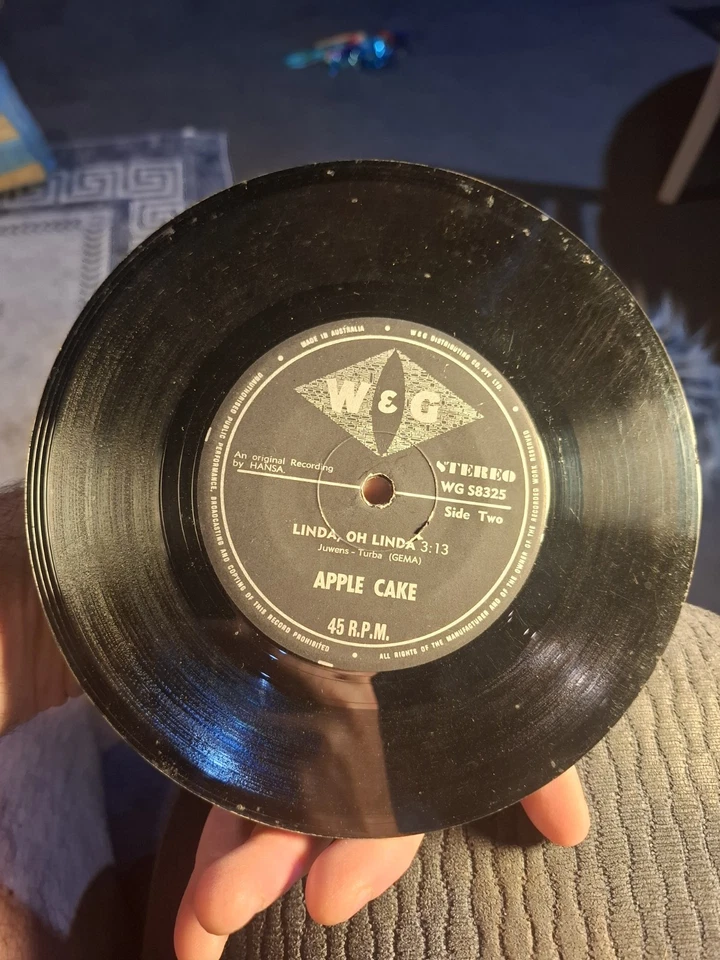 MADE IN AUSTRALIA • W&G DISTRIBUTING CO. PTY. LTD.
W&G
An original Recording
by HANSA.
STEREO
WG S8325
Side Two
LINDA, OH LINDA 3:13
Juwens - Turba (GEMA)
APPLE CAKE
45 R.P.M.
UNAUTHORISED PUBLIC PERFORMANCE, BROADCASTING AND COPYING OF THIS RECORD PROHIBITED
ALL RIGHTS OF THE MANUFACTURER AND OF THE OWNER OF THE RECORDED WORK RESERVED